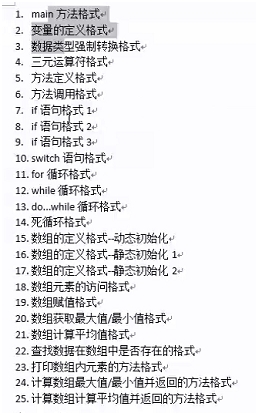 1. main 方法格式
2. 变量的定义格式
3. 数据类型强制转换格式
4. 三元运算符格式
5. 方法定义格式
6. 方法调用格式
7. if 语句格式 1
8. if 语句格式 2
9. if 语句格式 3
10. switch 语句格式
11. for 循环格式
12. while 循环格式
13. do...while 循环格式
14. 死循环格式
15. 数组的定义格式--动态初始化
16. 数组的定义格式--静态初始化 1
17. 数组的定义格式--静态初始化 2
18. 数组元素的访问格式
19. 数组赋值格式
20. 数组获取最大值/最小值格式
21. 数组计算平均值格式
22. 查找数据在数组中是否存在的格式
23. 打印数组内元素的方法格式
24. 计算数组最大值/最小值并返回的方法格式
25. 计算数组计算平均值并返回的方法格式